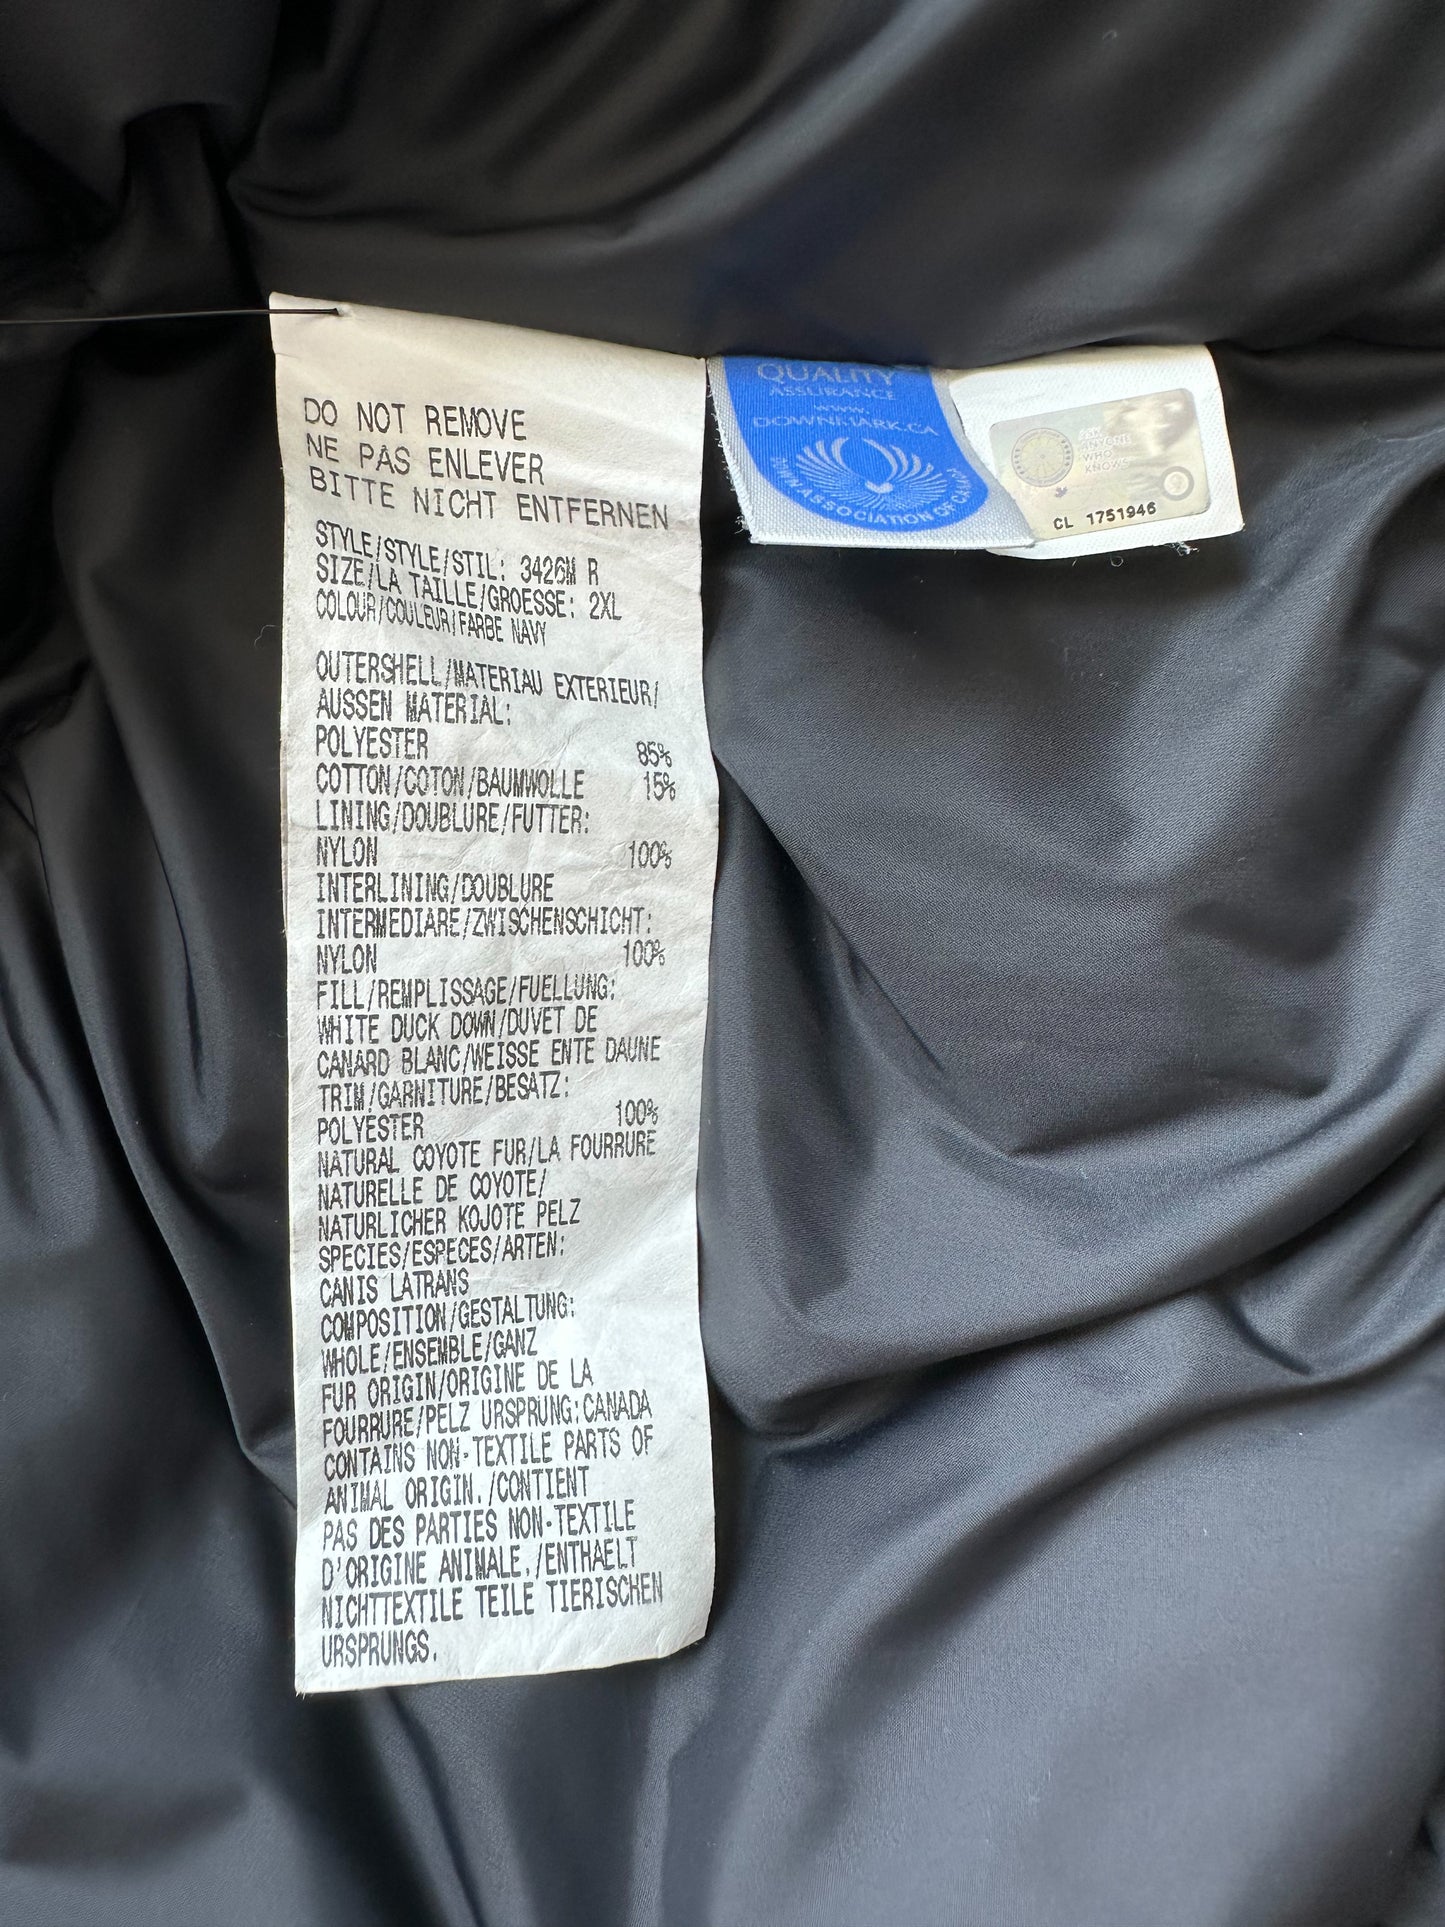 DO NOT REMOVE
NE PAS ENLEVER
BITTE NICHT ENTFERNEN
STYLE/STYLE/STIL: 3426M R
SIZE/LA TAILLE/GROESSE: 2XL
COLOUR/COULEUR/FARBE NAVY
OUTERSHELL/MATERIAU EXTERIEUR/
AUSSEN MATERIAL:
POLYESTER 85%
COTTON/COTON/BAUMWOLLE 15%
LINING/DOUBLURE/FUTTER:
NYLON 100%
INTERLINING/DOUBLURE
INTERMEDIARE/ZWISCHENSCHICHT:
NYLON 100%
FILL/REMPLISSAGE/FUELLUNG:
WHITE DUCK DOWN/DUVET DE
CANARD BLANC/WEISSE ENTE DAUNE
TRIM/GARNITURE/BESATZ:
POLYESTER 100%
NATURAL COYOTE FUR/LA FOURRURE
NATURELLE DE COYOTE/
NATURLICHER KOJOTE PELZ
SPECIES/ESPECES/ARTEN:
CANIS LATRANS
COMPOSITION/GESTALTUNG:
WHOLE/ENSEMBLE/GANZ
FUR ORIGIN/ORIGINE DE LA
FOURRURE/PELZ URSPRUNG:CANADA
CONTAINS NON-TEXTILE PARTS OF
ANIMAL ORIGIN./CONTIENT
PAS DES PARTIES NON-TEXTILE
D'ORIGINE ANIMALE./ENTHAELT
NICHTTEXTILE TEILE TIERISCHEN
URSPRUNGS.
QUALITY
ASSURANCE
www.
DOWNMARK.CA
DOWN ASSOCIATION OF CANADA
ASK
ANYONE
WHO
KNOWS
CL 1751946